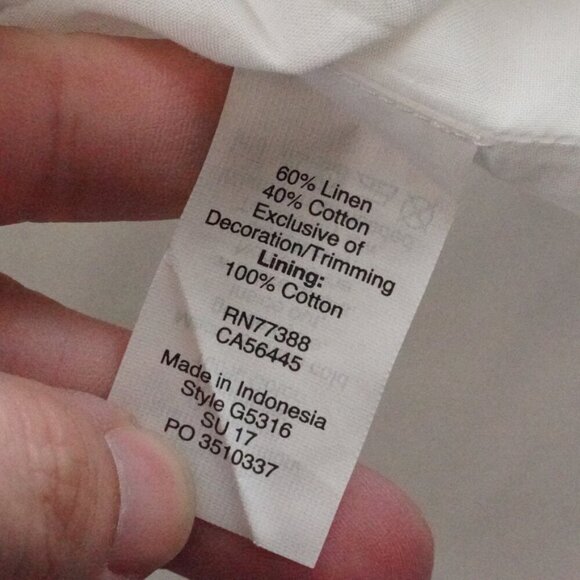 60% Linen
40% Cotton
Exclusive of
Decoration/Trimming
Lining:
100% Cotton
RN77388
CA56445
Made in Indonesia
Style G5316
SU 17
PO 3510337